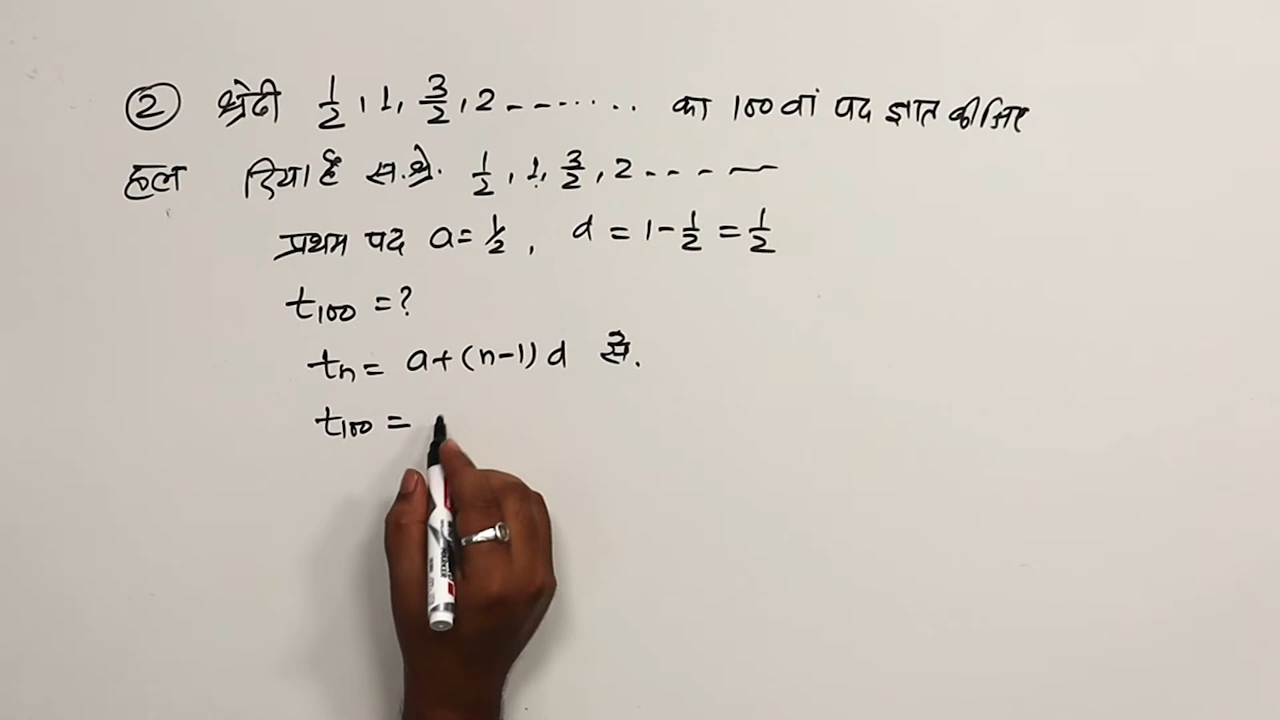 ② श्रेढी 1/2, 1, 3/2, 2 -------- का 100 वां पद ज्ञात कीजिए
हल दिया है स.श्रे. 1/2, 1, 3/2, 2 - - - -
प्रथम पद a = 1/2, d = 1 - 1/2 = 1/2
t₁₀₀ = ?
tₙ = a + (n-1) d से.
t₁₀₀ =